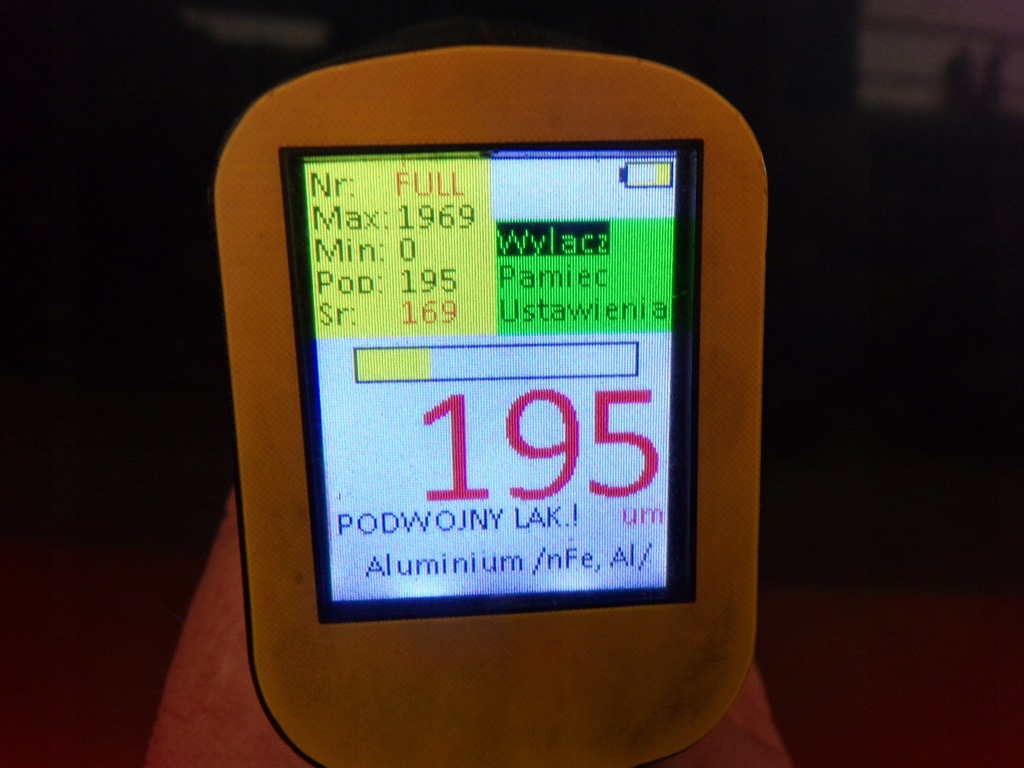 Nr: FULL
Max: 1969
Min: 0
Pop: 195
Sr: 169
Wylacz
Pamiec
Ustawienia
195
um
PODWOJNY LAK.!
Aluminium /nFe, Al/